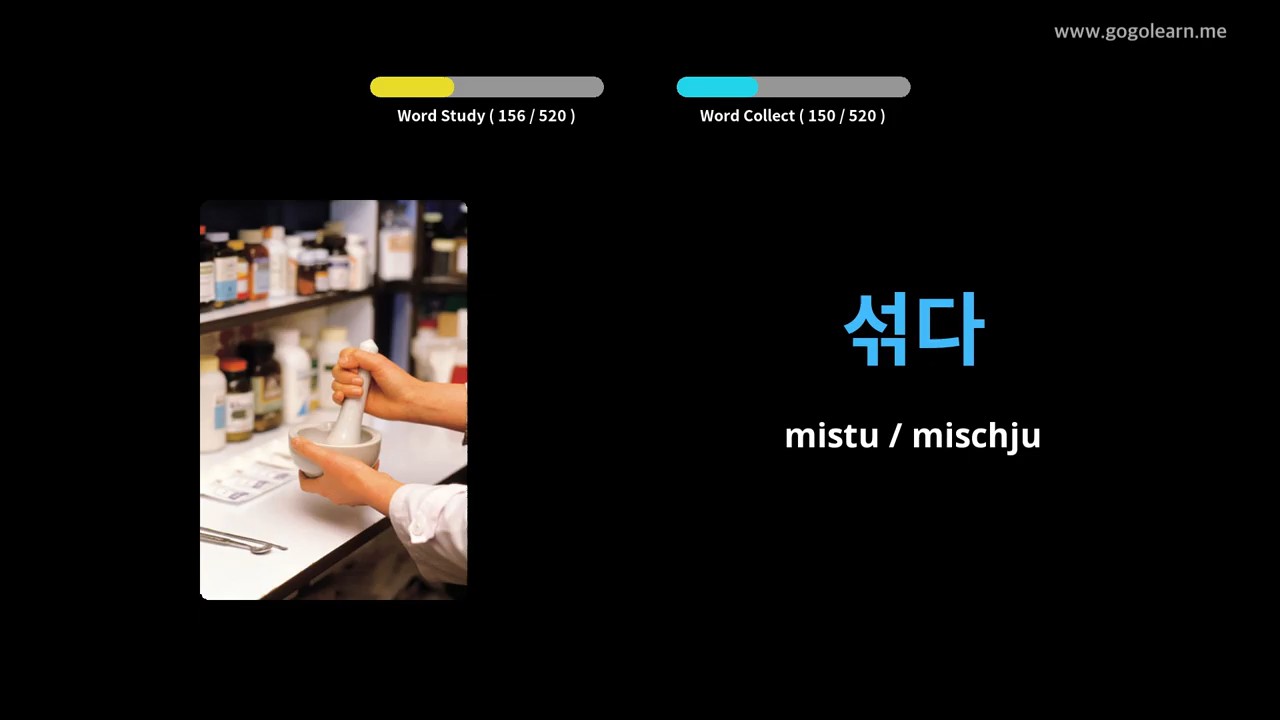 www.gogolearn.me
Word Study ( 156 / 520 )
Word Collect ( 150 / 520 )
섞다
mistu / mischju